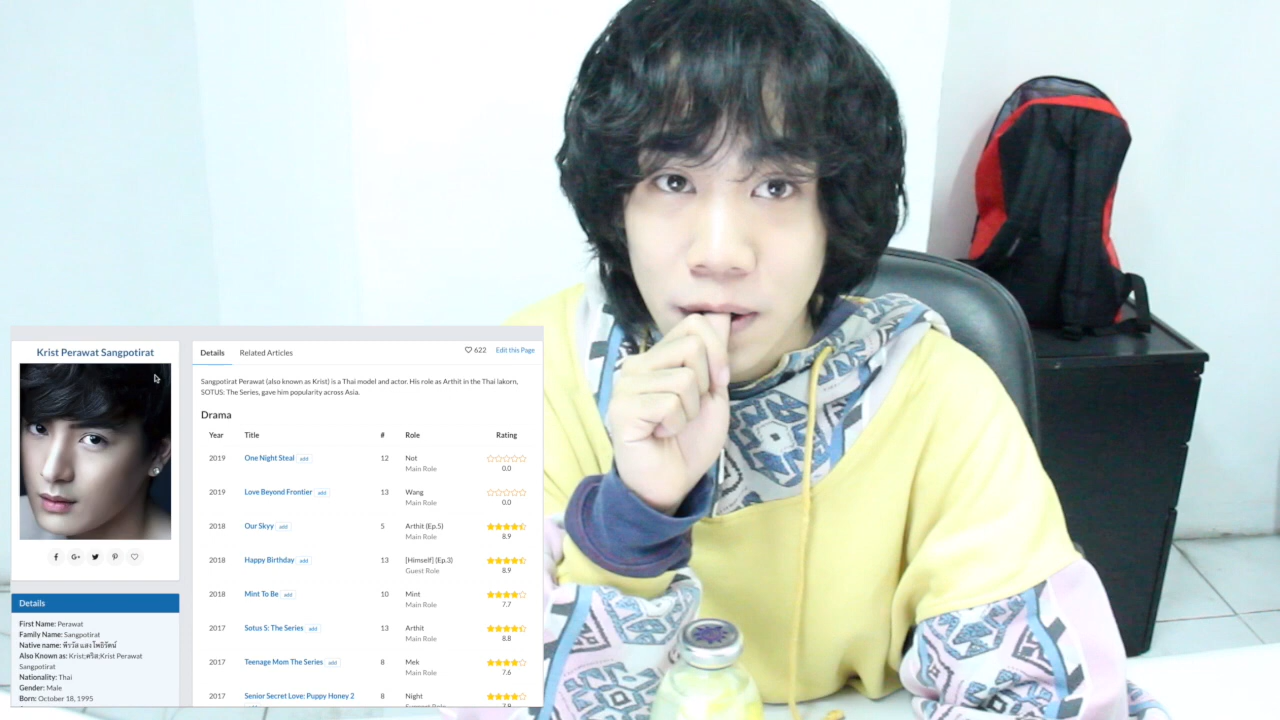 Krist Perawat Sangpotirat
Details
First Name: Perawat
Family Name: Sangpotirat
Native name: พีรวัส แสงโพธิรัตน์
Also Known as: Krist;คริส;Krist Perawat
Sangpotirat
Nationality: Thai
Gender: Male
Born: October 18, 1995
Details Related Articles 622 Edit this Page
Sangpotirat Perawat (also known as Krist) is a Thai model and actor. His role as Arthit in the Thai lakorn,
SOTUS: The Series, gave him popularity across Asia.
Drama
Year Title # Role Rating
2019 One Night Steal add 12 Not
Main Role 0.0
2019 Love Beyond Frontier add 13 Wang
Main Role 0.0
2018 Our Skyy add 5 Arthit (Ep.5)
Main Role 8.9
2018 Happy Birthday add 13 [Himself] (Ep.3)
Guest Role 8.9
2018 Mint To Be add 10 Mint
Main Role 7.7
2017 Sotus S: The Series add 13 Arthit
Main Role 8.8
2017 Teenage Mom The Series add 8 Mek
Main Role 7.6
2017 Senior Secret Love: Puppy Honey 2 8 Night